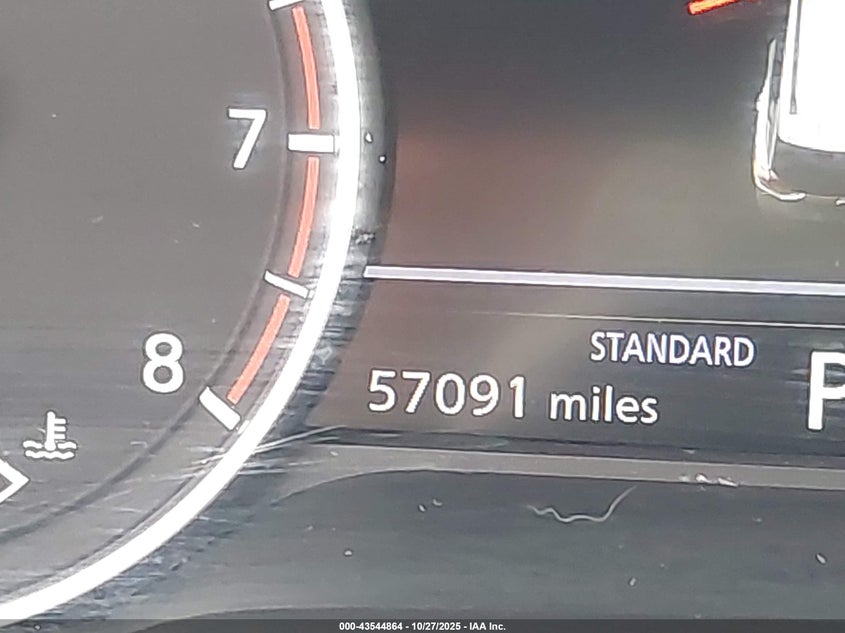 7
STANDARD
8
57091 miles
P
000-43544864 - 10/27/2025 - IAA Inc.